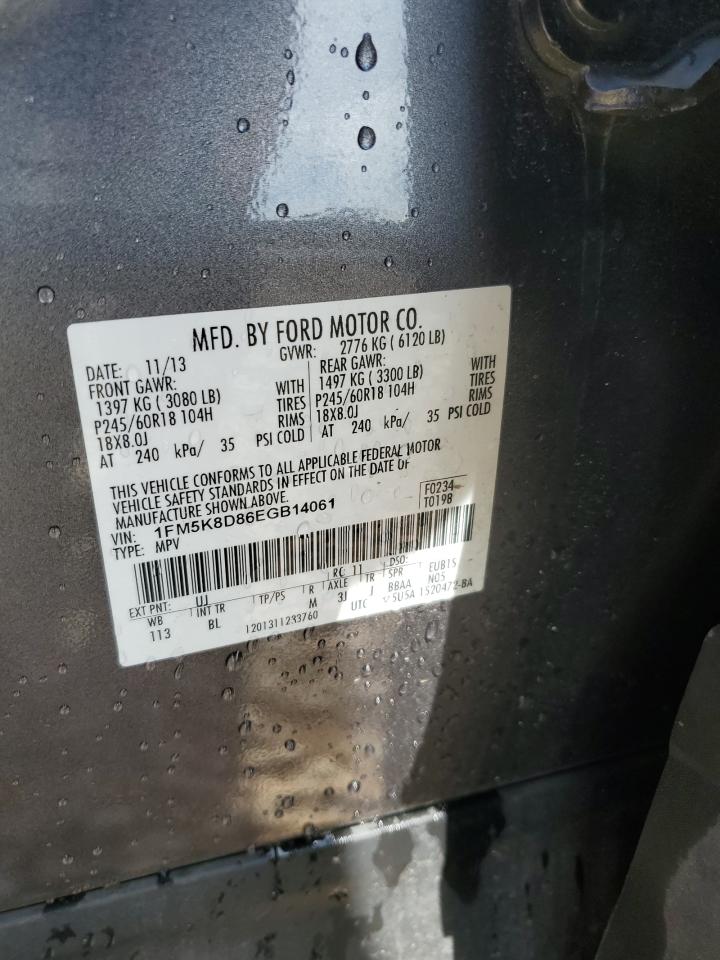 MFD. BY FORD MOTOR CO.
DATE: 11/13 GVWR: 2776 KG ( 6120 LB)
FRONT GAWR: REAR GAWR:
1397 KG ( 3080 LB) WITH 1497 KG ( 3300 LB) WITH
P245/60R18 104H TIRES P245/60R18 104H TIRES
18X8.0J RIMS 18X8.0J RIMS
AT 240 kPa/ 35 PSI COLD AT 240 kPa/ 35 PSI COLD
THIS VEHICLE CONFORMS TO ALL APPLICABLE FEDERAL MOTOR
VEHICLE SAFETY STANDARDS IN EFFECT ON THE DATE OF
MANUFACTURE SHOWN ABOVE.
VIN: 1FM5K8D86EGB14061 F0234
TYPE: MPV T0198
RC: 11 DSO:
EXT PNT: UJ AXLE TR SPR EUB15
WB INT TR TP/PS R 3J J BBAA N05
113 BL M UTC
1201311233760 1520472-BA